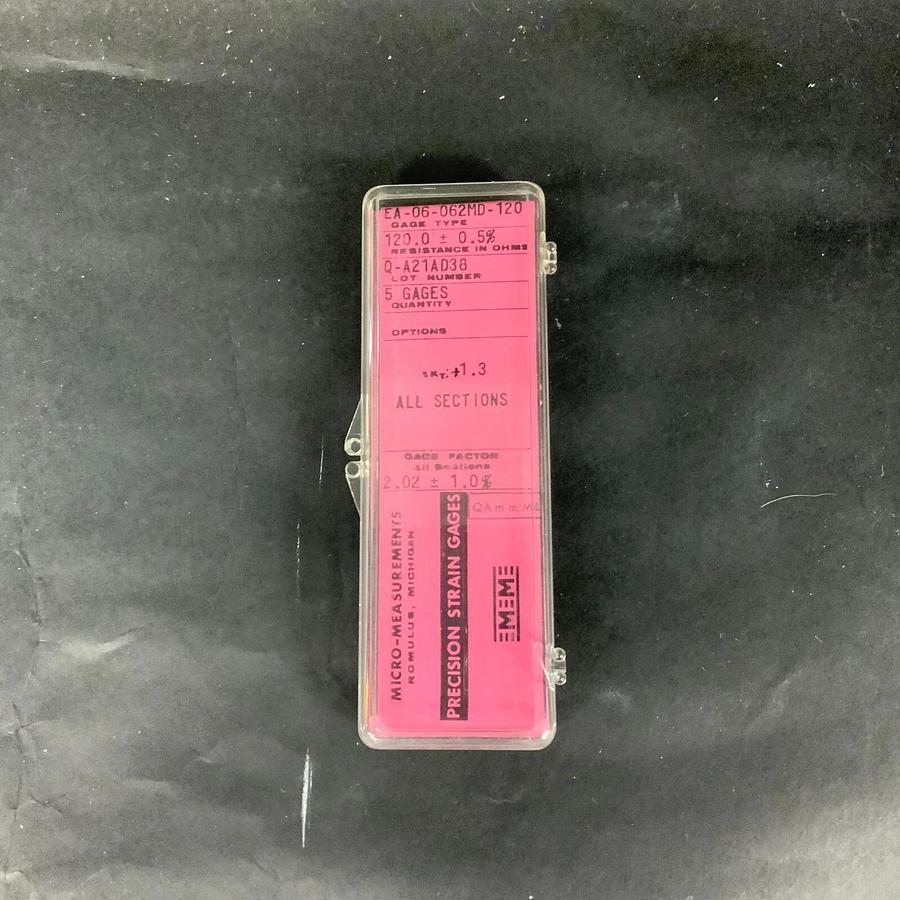 EA-06-062MD-120
GAGE TYPE
120.0 ± 0.5%
RESISTANCE IN OHMS
Q-A21AD38
LOT NUMBER
5 GAGES
QUANTITY
OPTIONS
+1.3
ALL SECTIONS
GAGE FACTOR
All Sections
2.02 ± 1.0%
QA m-m
MICRO-MEASUREMENTS
ROMULUS, MICHIGAN
PRECISION STRAIN GAGES
MM